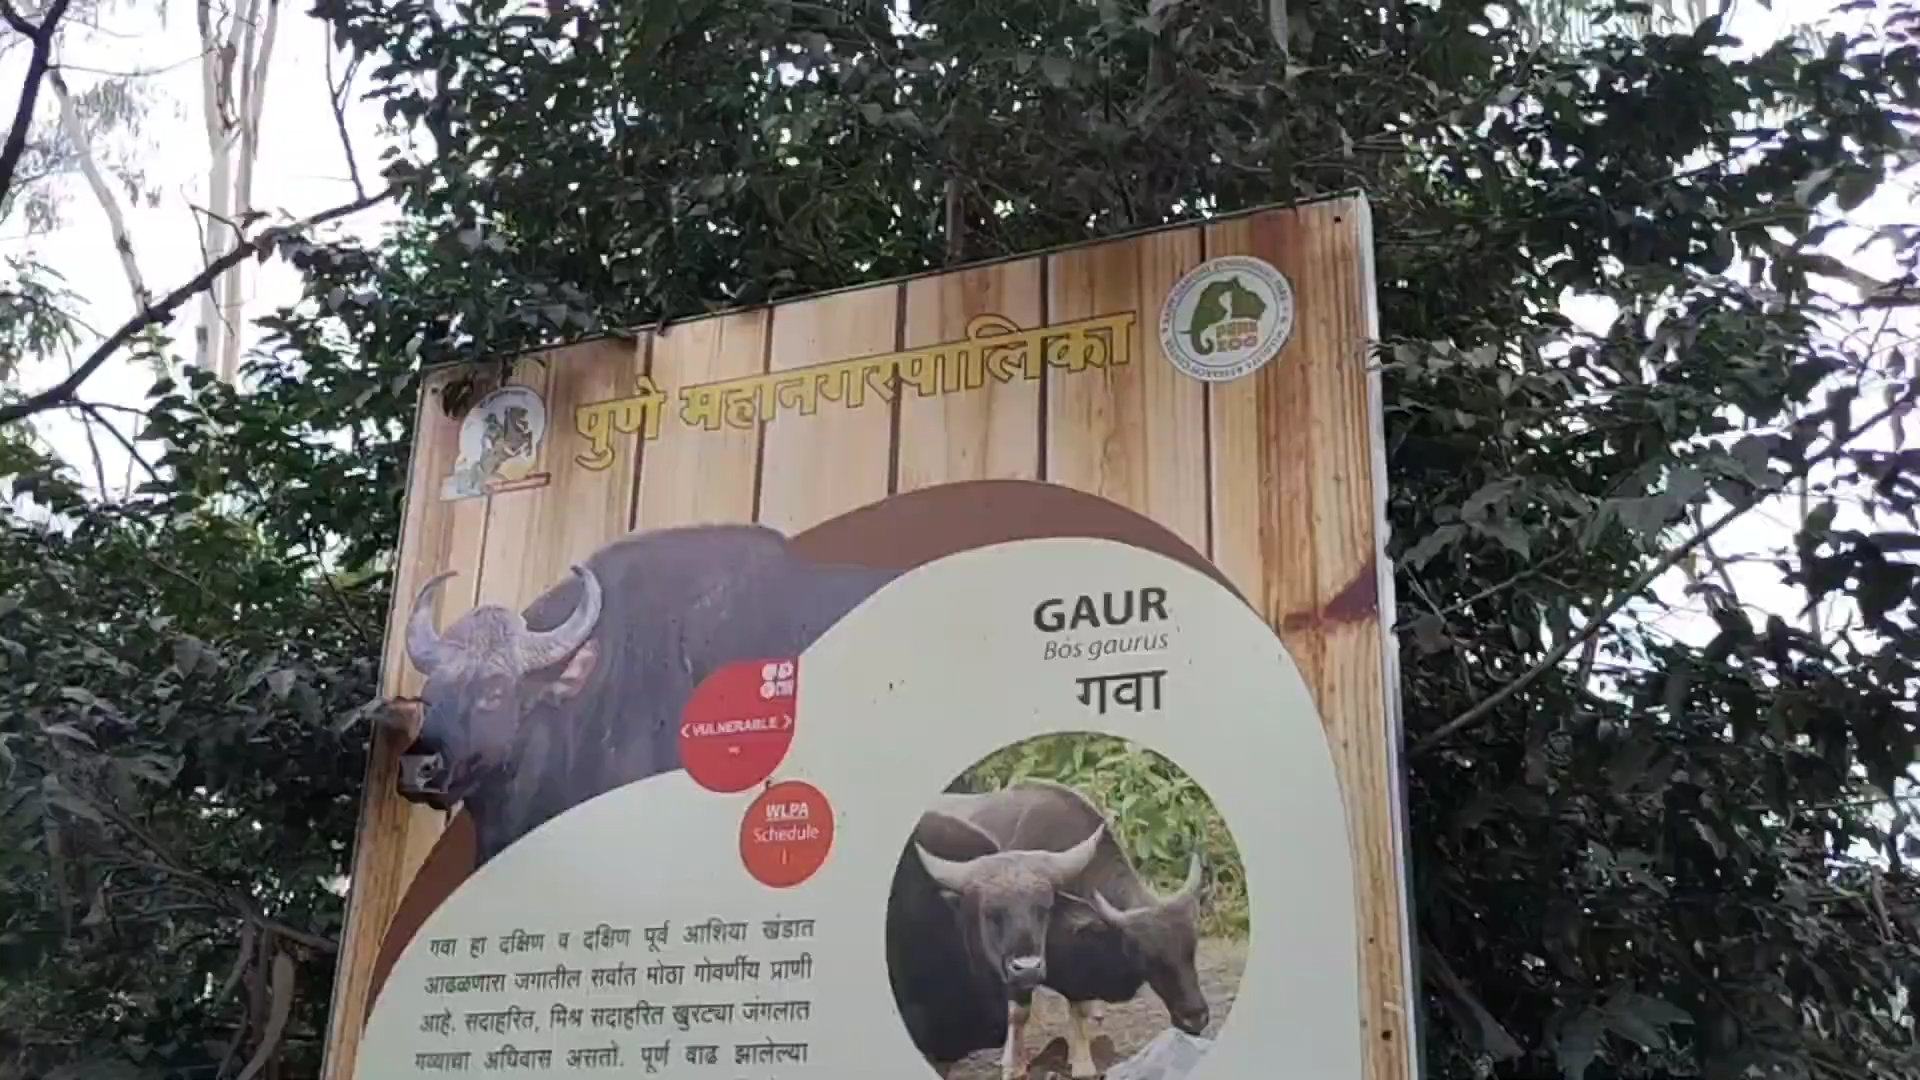 पुणे महानगरपालिका
ZOO
GAUR
Bos gaurus
गवा
VULNERABLE
WLPA
Schedule
I
गवा हा दक्षिण व दक्षिण पूर्व आशिया खंडात
आढळणारा जगातील सर्वात मोठा गोवर्णीय प्राणी
आहे. सदाहरित, मिश्र सदाहरित खुरट्या जंगलात
गव्याचा अधिवास असतो. पूर्ण वाढ झालेल्या